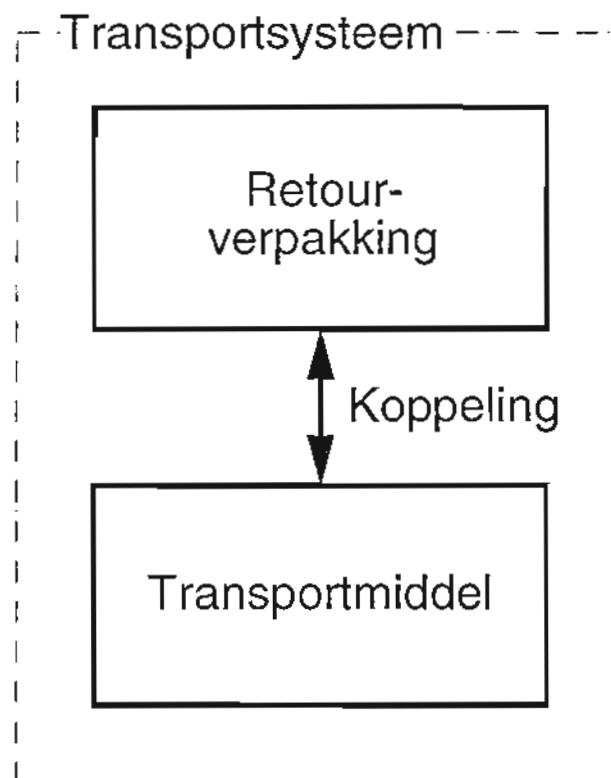 Transportsysteem
Retour-
verpakking
Koppeling
Transportmiddel